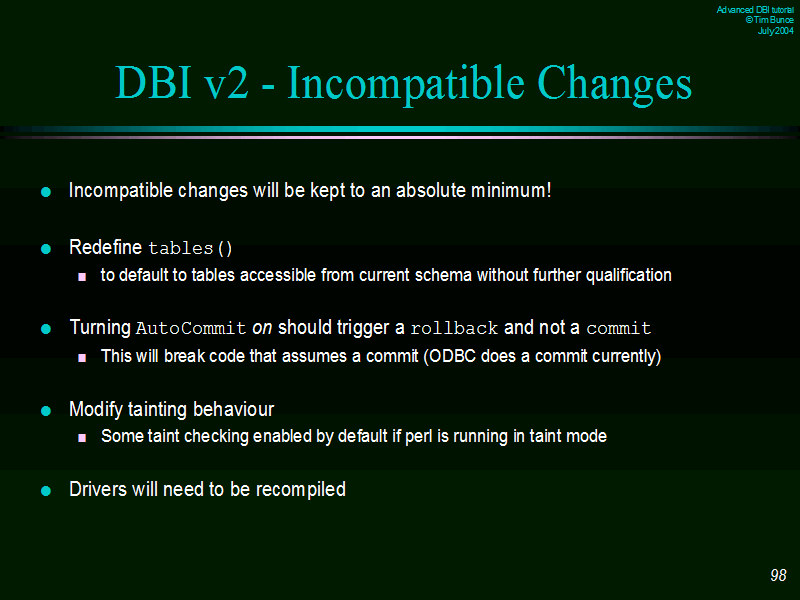 Advanced DBI tutorial
© Tim Bunce
July 2004
DBI v2 - Incompatible Changes
Incompatible changes will be kept to an absolute minimum!
Redefine tables()
to default to tables accessible from current schema without further qualification
Turning AutoCommit on should trigger a rollback and not a commit
This will break code that assumes a commit (ODBC does a commit currently)
Modify tainting behaviour
Some taint checking enabled by default if perl is running in taint mode
Drivers will need to be recompiled
98